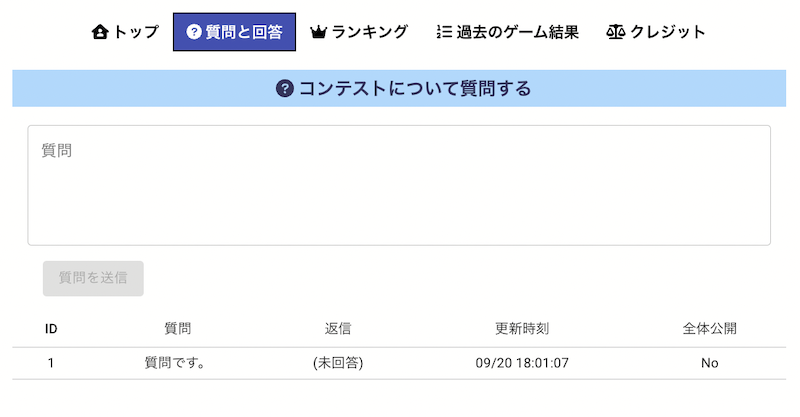 トップ 質問と回答 ランキング 過去のゲーム結果 クレジット
コンテストについて質問する
質問
質問を送信
ID 質問 返信 更新時刻 全体公開
1 質問です。 (未回答) 09/20 18:01:07 No